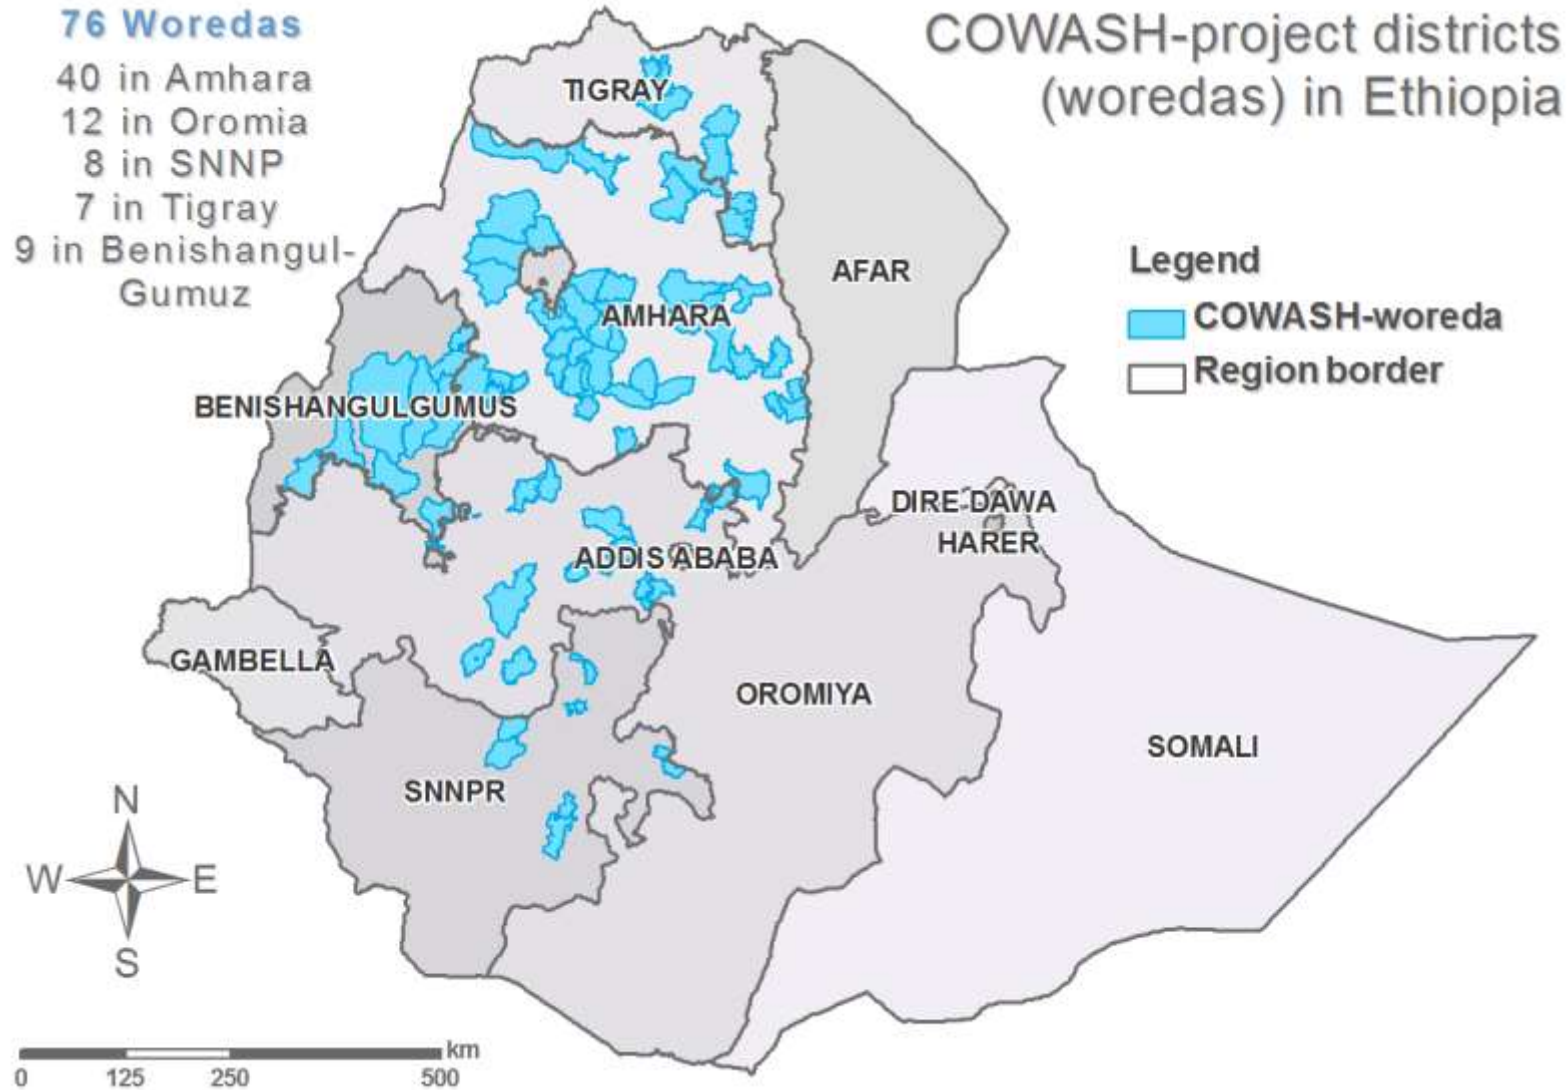 76 Woredas
40 in Amhara
12 in Oromia
8 in SNNP
7 in Tigray
9 in Benishangul-
Gumuz
COWASH-project districts
(woredas) in Ethiopia
TIGRAY
AFAR
AMHARA
BENISHANGULGUMUS
Legend
COWASH-woreda
Region border
DIRE DAWA
HARER
ADDIS ABABA
GAMBELLA
OROMIYA
SOMALI
SNNPR
N
W E
S
km
0 125 250 500